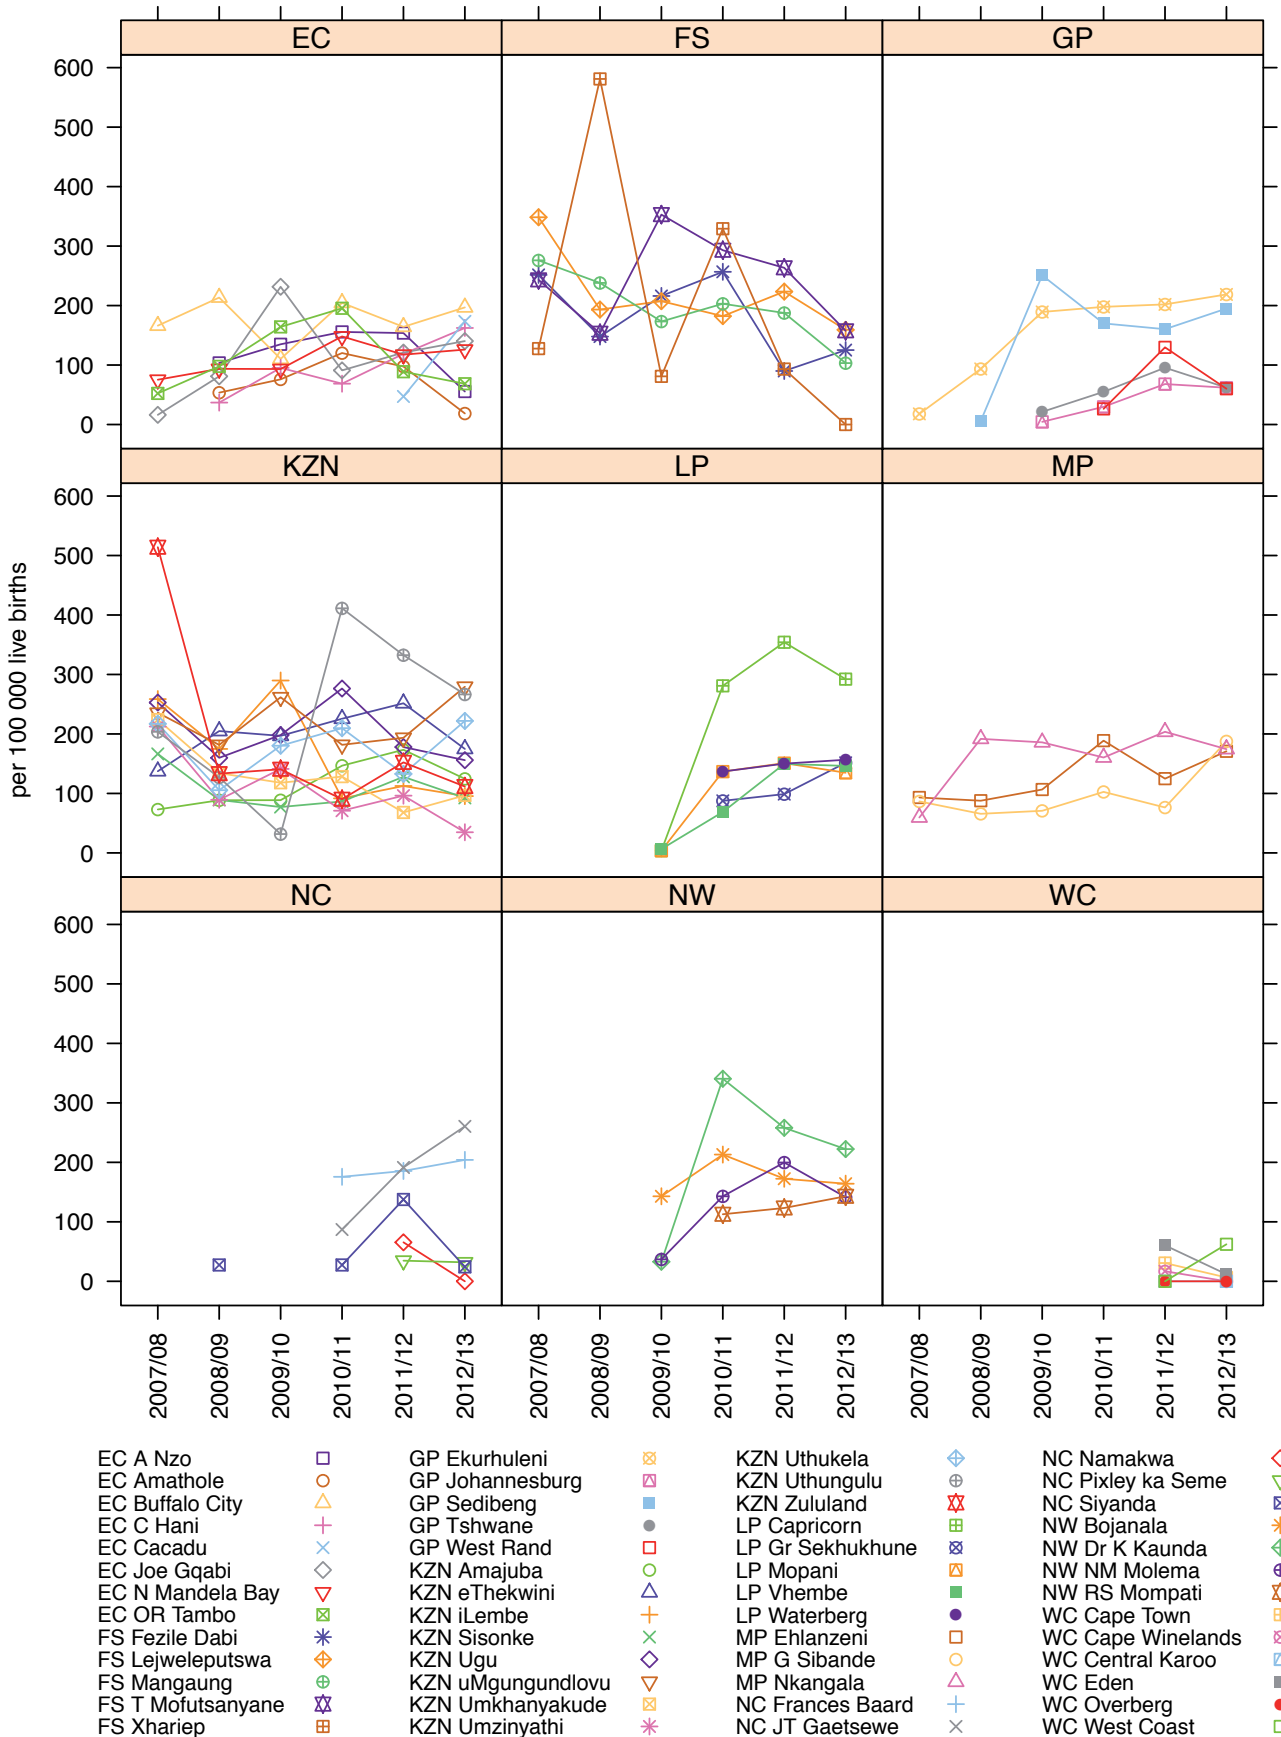 EC FS GP
600
500
400
300
200
100
0
KZN LP MP
600
500
400
300
200
100
0
per 100 000 live births
NC NW WC
600
500
400
300
200
100
0
2007/08 2008/09 2009/10 2010/11 2011/12 2012/13 2007/08 2008/09 2009/10 2010/11 2011/12 2012/13 2007/08 2008/09 2009/10 2010/11 2011/12 2012/13
EC A Nzo GP Ekurhuleni KZN Uthukela NC Namakwa
EC Amathole GP Johannesburg KZN Uthungulu NC Pixley ka Seme
EC Buffalo City GP Sedibeng KZN Zululand NC Siyanda
EC C Hani GP Tshwane LP Capricorn NW Bojanala
EC Cacadu GP West Rand LP Gr Sekhukhune NW Dr K Kaunda
EC Joe Gqabi KZN Amajuba LP Mopani NW NM Molema
EC N Mandela Bay KZN eThekwini LP Vhembe NW RS Mompati
EC OR Tambo KZN iLembe LP Waterberg WC Cape Town
FS Fezile Dabi KZN Sisonke MP Ehlanzeni WC Cape Winelands
FS Lejweleputswa KZN Ugu MP G Sibande WC Central Karoo
FS Mangaung KZN uMgungundlovu MP Nkangala WC Eden
FS T Mofutsanyane KZN Umkhanyakude NC Frances Baard WC Overberg
FS Xhariep KZN Umzinyathi NC JT Gaetsewe WC West Coast